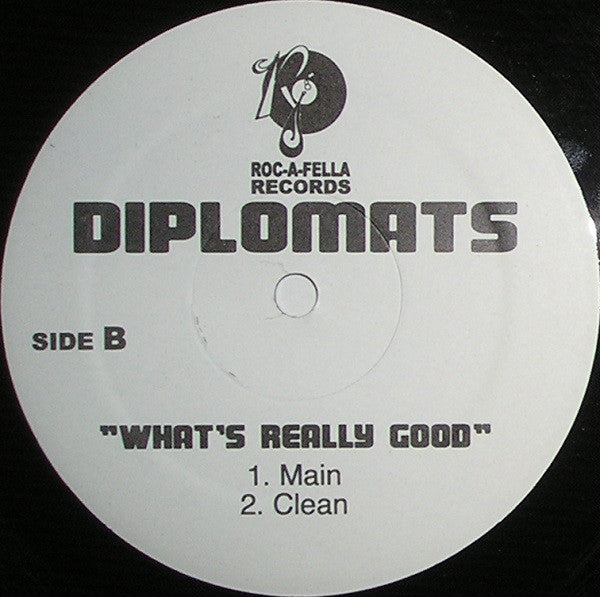 ROC-A-FELLA
RECORDS
DIPLOMATS
SIDE B
"WHAT'S REALLY GOOD"
1. Main
2. Clean